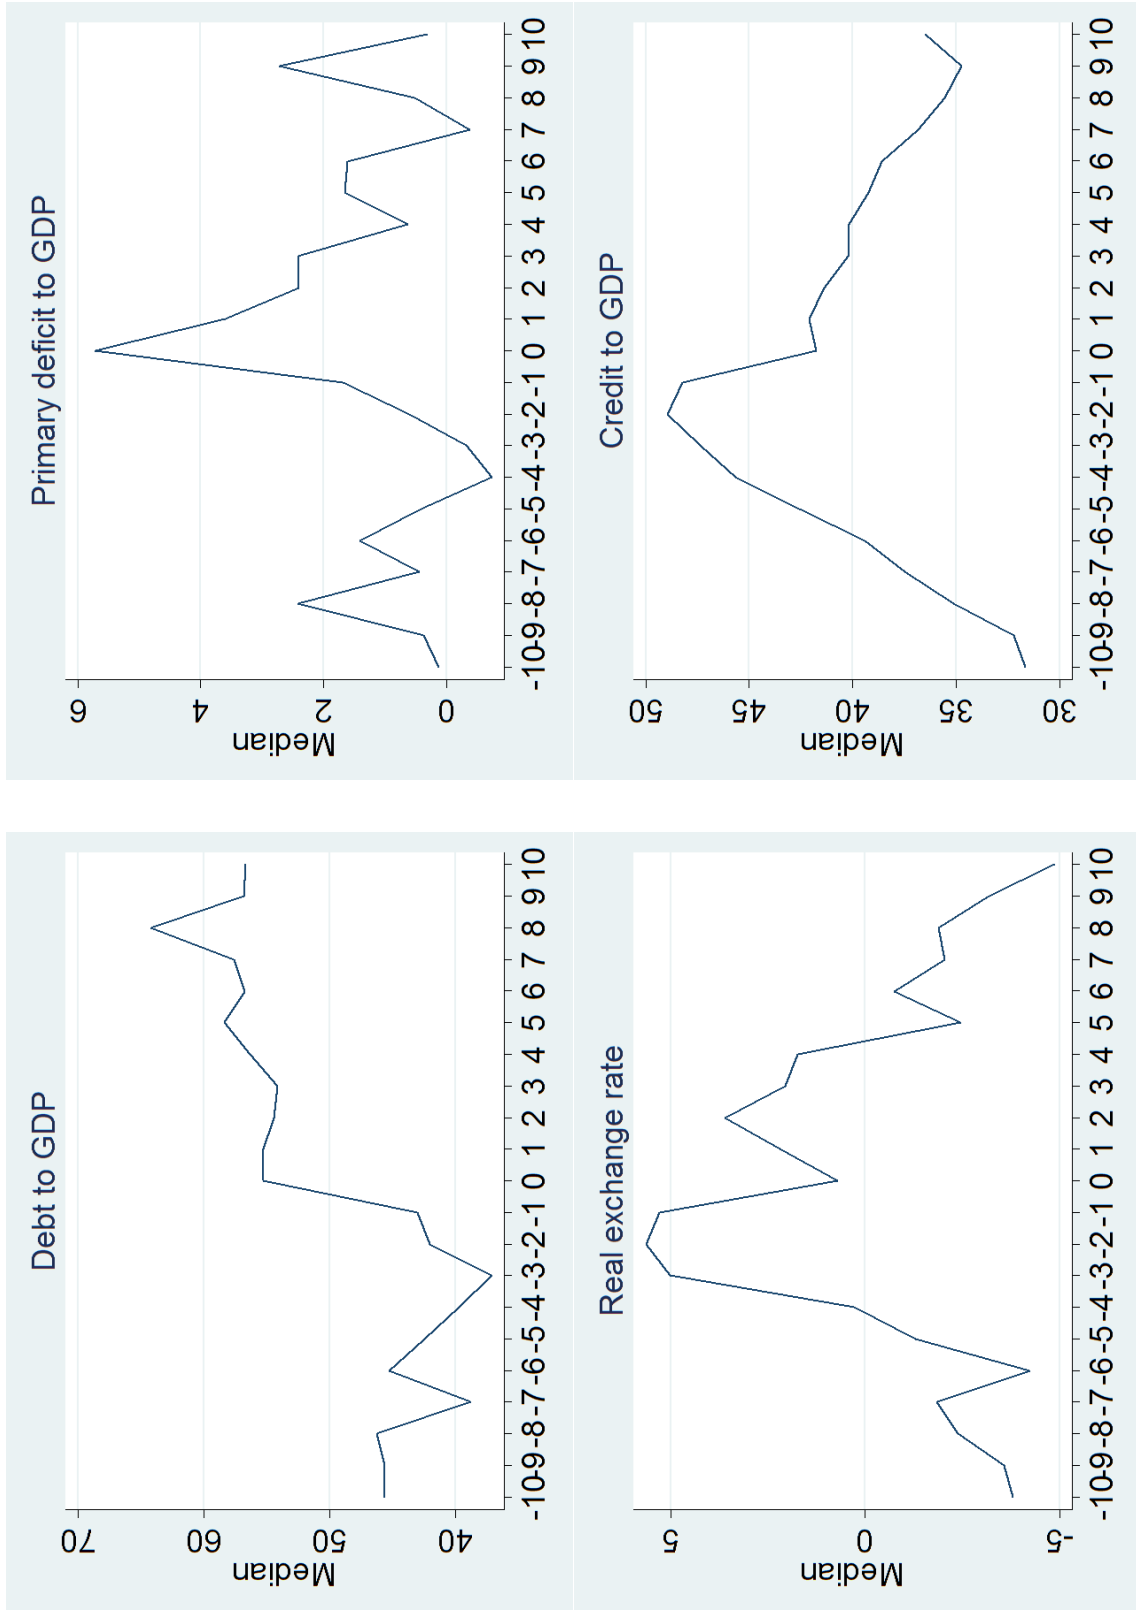 Debt to GDP
Median
70
60
50
40
-10-9-8-7-6-5-4-3-2-1 0 1 2 3 4 5 6 7 8 9 10
Primary deficit to GDP
Median
6
4
2
0
-10-9-8-7-6-5-4-3-2-1 0 1 2 3 4 5 6 7 8 9 10
Real exchange rate
Median
5
0
-5
-10-9-8-7-6-5-4-3-2-1 0 1 2 3 4 5 6 7 8 9 10
Credit to GDP
Median
50
45
40
35
30
-10-9-8-7-6-5-4-3-2-1 0 1 2 3 4 5 6 7 8 9 10